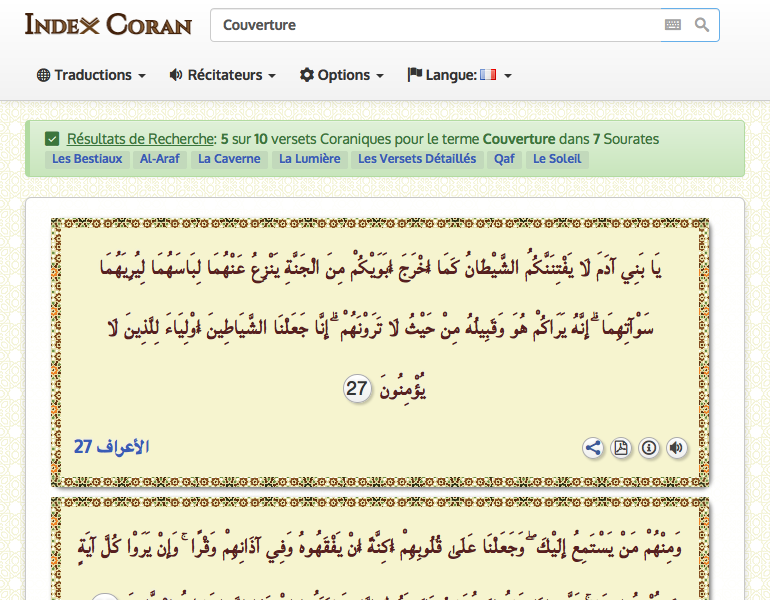 INDEX CORAN
Couverture
Traductions
Récitateurs
Options
Langue:
Résultats de Recherche: 5 sur 10 versets Coraniques pour le terme Couverture dans 7 Sourates
Les Bestiaux Al-Araf La Caverne La Lumière Les Versets Détaillés Qaf Le Soleil
يَا بَنِي آدَمَ لَا يَفْتِنَنَّكُمُ الشَّيْطَانُ كَمَا أَخْرَجَ أَبَوَيْكُمْ مِنَ الْجَنَّةِ يَنْزِعُ عَنْهُمَا لِبَاسَهُمَا لِيُرِيَهُمَا
سَوْآتِهِمَا ۗ إِنَّهُ يَرَاكُمْ هُوَ وَقَبِيلُهُ مِنْ حَيْثُ لَا تَرَوْنَهُمْ ۗ إِنَّا جَعَلْنَا الشَّيَاطِينَ أَوْلِيَاءَ لِلَّذِينَ لَا
يُؤْمِنُونَ 27
الأعراف 27
وَمِنْهُمْ مَنْ يَسْتَمِعُ إِلَيْكَ ۖ وَجَعَلْنَا عَلَىٰ قُلُوبِهِمْ أَكِنَّةً أَنْ يَفْقَهُوهُ وَفِي آذَانِهِمْ وَقْرًا ۚ وَإِنْ يَرَوْا كُلَّ آيَةٍ